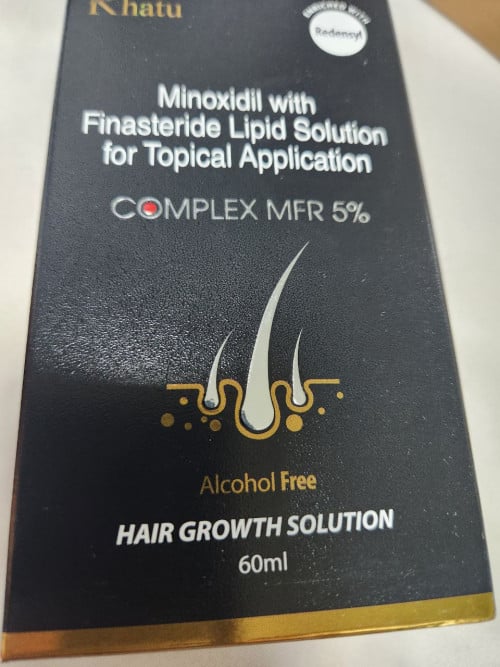 Khatu
ENRICHED WITH
Redensyl
Minoxidil with
Finasteride Lipid Solution
for Topical Application
COMPLEX MFR 5%
Alcohol Free
HAIR GROWTH SOLUTION
60ml